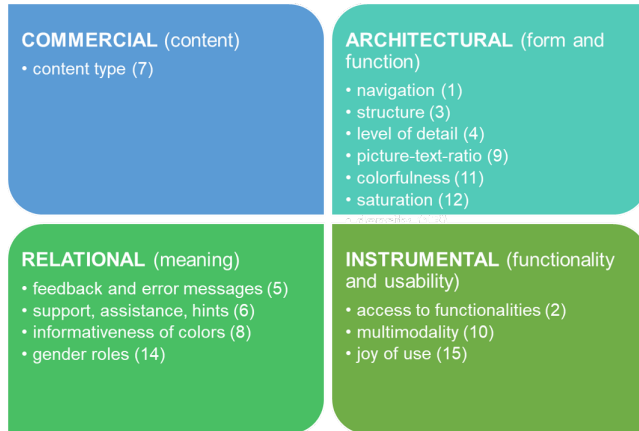 COMMERCIAL (content)
• content type (7)
ARCHITECTURAL (form and
function)
• navigation (1)
• structure (3)
• level of detail (4)
• picture-text-ratio (9)
• colorfulness (11)
• saturation (12)
RELATIONAL (meaning)
• feedback and error messages (5)
• support, assistance, hints (6)
• informativeness of colors (8)
• gender roles (14)
INSTRUMENTAL (functionality
and usability)
• access to functionalities (2)
• multimodality (10)
• joy of use (15)